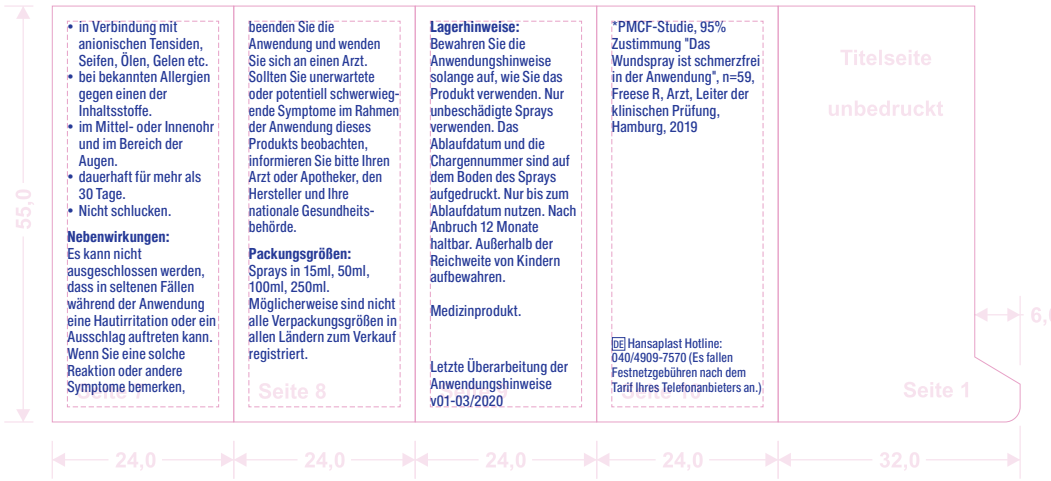 • in Verbindung mit
anionischen Tensiden,
Seifen, Ölen, Gelen etc.
• bei bekannten Allergien
gegen einen der
Inhaltsstoffe.
• im Mittel- oder Innenohr
und im Bereich der
Augen.
• dauerhaft für mehr als
30 Tage.
• Nicht schlucken.
Nebenwirkungen:
Es kann nicht
ausgeschlossen werden,
dass in seltenen Fällen
während der Anwendung
eine Hautirritation oder ein
Ausschlag auftreten kann.
Wenn Sie eine solche
Reaktion oder andere
Symptome bemerken,
beenden Sie die
Anwendung und wenden
Sie sich an einen Arzt.
Sollten Sie unerwartete
oder potentiell schwerwieg-
ende Symptome im Rahmen
der Anwendung dieses
Produkts beobachten,
informieren Sie bitte Ihren
Arzt oder Apotheker, den
Hersteller und Ihre
nationale Gesundheits-
behörde.
Packungsgrößen:
Sprays in 15ml, 50ml,
100ml, 250ml.
Möglicherweise sind nicht
alle Verpackungsgrößen in
allen Ländern zum Verkauf
registriert.
Seite 8
Lagerhinweise:
Bewahren Sie die
Anwendungshinweise
solange auf, wie Sie das
Produkt verwenden. Nur
unbeschädigte Sprays
verwenden. Das
Ablaufdatum und die
Chargennummer sind auf
dem Boden des Sprays
aufgedruckt. Nur bis zum
Ablaufdatum nutzen. Nach
Anbruch 12 Monate
haltbar. Außerhalb der
Reichweite von Kindern
aufbewahren.
Medizinprodukt.
Letzte Überarbeitung der
Anwendungshinweise
v01-03/2020
*PMCF-Studie, 95%
Zustimmung "Das
Wundspray ist schmerzfrei
in der Anwendung", n=59,
Freese R, Arzt, Leiter der
klinischen Prüfung,
Hamburg, 2019
DE Hansaplast Hotline:
040/4909-7570 (Es fallen
Festnetzgebühren nach dem
Tarif Ihres Telefonanbieters an.)
Seite 10
Titelseite
unbedruckt
Seite 1
55,0
6,0
24,0
24,0
24,0
24,0
32,0